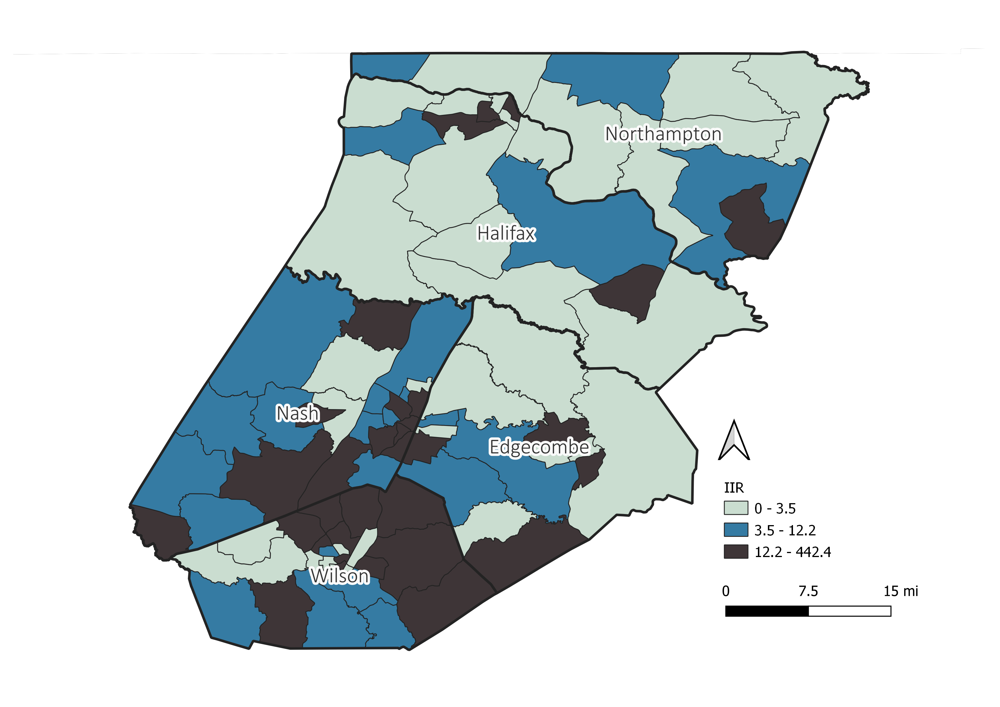 Northampton
Halifax
Nash
Edgecombe
Wilson
IIR
0 - 3.5
3.5 - 12.2
12.2 - 442.4
0 7.5 15 mi